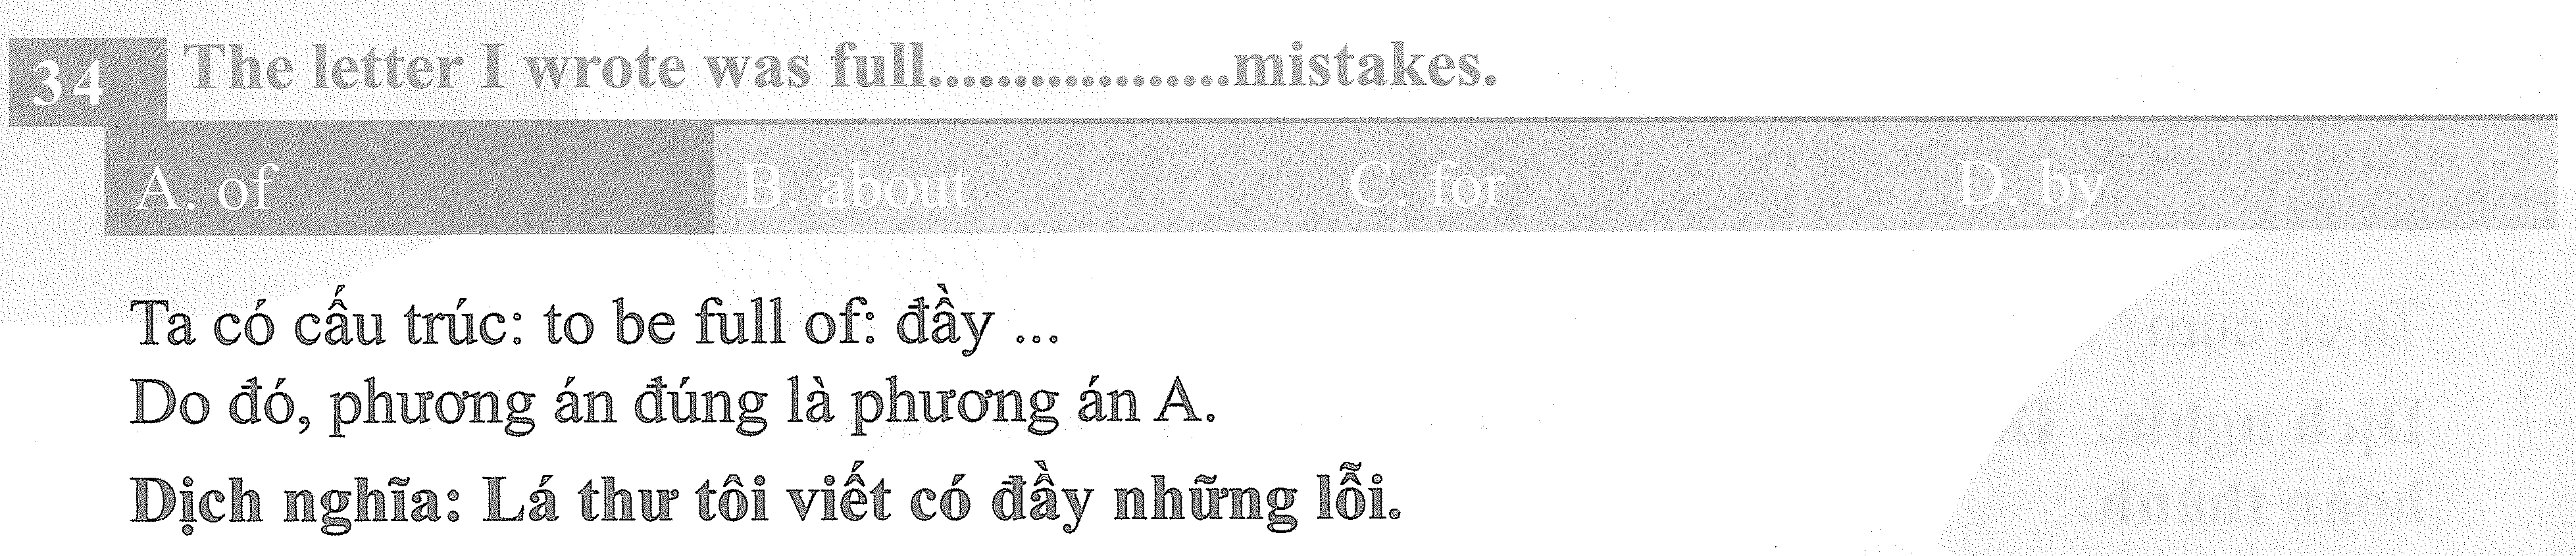 34 The letter I wrote was full.................mistakes.
A. of B. about C. for D. by
Ta có cấu trúc: to be full of: đầy ...
Do đó, phương án đúng là phương án A.
Dịch nghĩa: Lá thư tôi viết có đầy những lỗi.